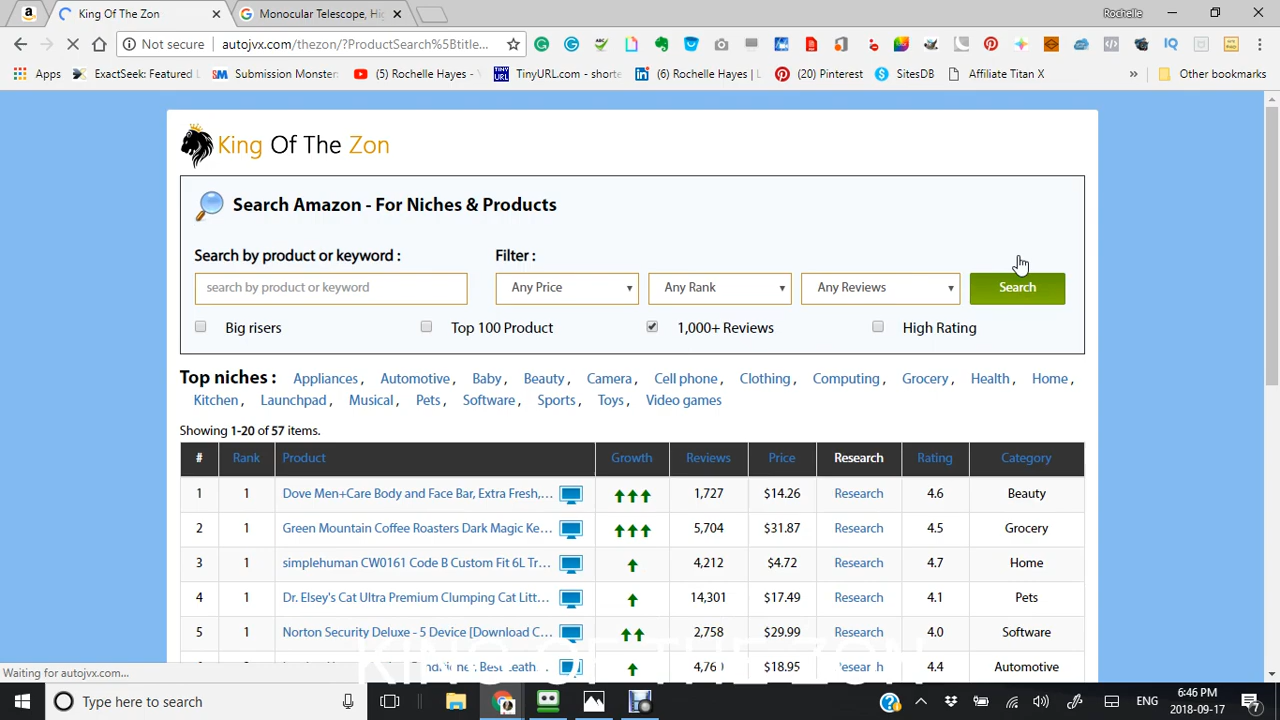 King Of The Zon
Monocular Telescope, Hi
Rochelle
Not secure
autojvx.com/thezon/?ProductSearch%5Btitle...
IQ
Apps
ExactSeek: Featured L
Submission Monster
(5) Rochelle Hayes - Y
TinyURL.com - shorte
(6) Rochelle Hayes | L
(20) Pinterest
SitesDB
Affiliate Titan X
Other bookmarks
King Of The Zon
Search Amazon - For Niches & Products
Search by product or keyword :
Filter :
search by product or keyword
Any Price
Any Rank
Any Reviews
Search
Big risers
Top 100 Product
1,000+ Reviews
High Rating
Top niches : Appliances , Automotive , Baby , Beauty , Camera , Cell phone , Clothing , Computing , Grocery , Health , Home ,
Kitchen , Launchpad , Musical , Pets , Software , Sports , Toys , Video games
Showing 1-20 of 57 items.
# Rank Product Growth Reviews Price Research Rating Category
1 1 Dove Men+Care Body and Face Bar, Extra Fresh,... 1,727 $14.26 Research 4.6 Beauty
2 1 Green Mountain Coffee Roasters Dark Magic Ke... 5,704 $31.87 Research 4.5 Grocery
3 1 simplehuman CW0161 Code B Custom Fit 6L Tr... 4,212 $4.72 Research 4.7 Home
4 1 Dr. Elsey's Cat Ultra Premium Clumping Cat Litt... 14,301 $17.49 Research 4.1 Pets
5 1 Norton Security Deluxe - 5 Device [Download C... 2,758 $29.99 Research 4.0 Software
Conditioner, Best Leath... 4,760 $18.95 Research 4.4 Automotive
KING OF THE ZON
Waiting for autojvx.com...
Type here to search
ENG
6:46 PM
2018-09-17
7